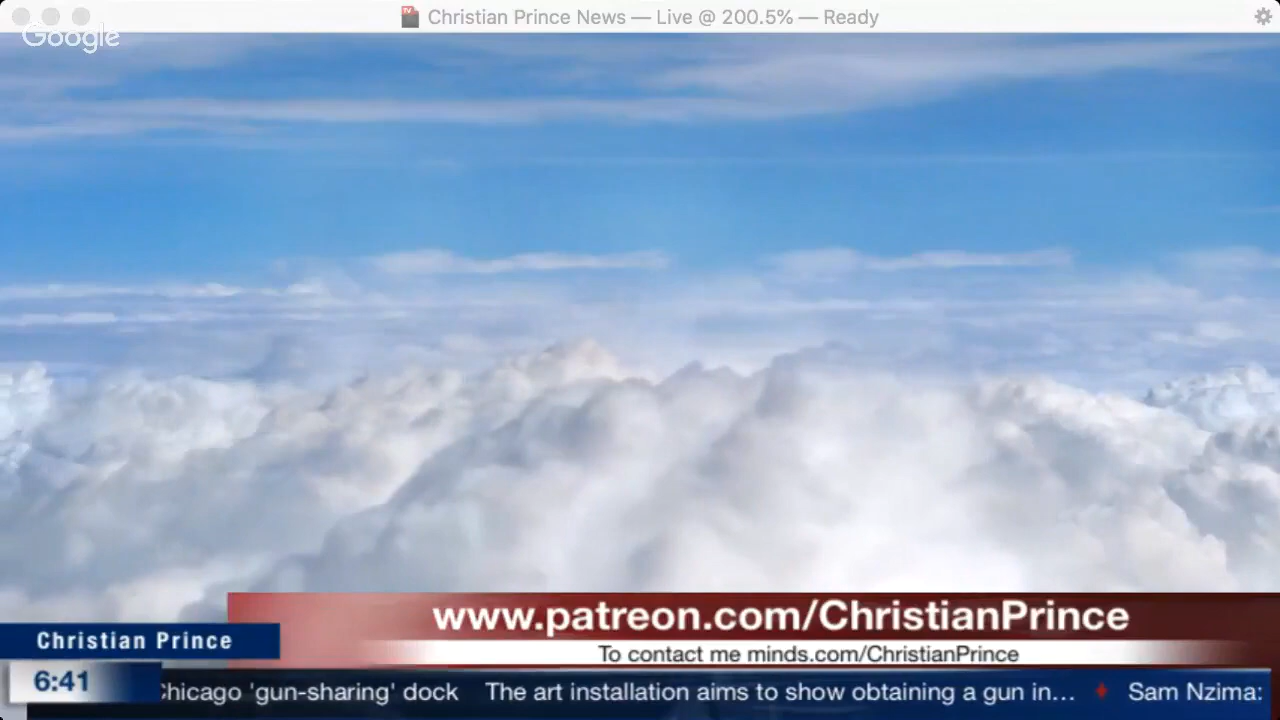 Christian Prince News — Live @ 200.5% — Ready
Google
www.patreon.com/ChristianPrince
Christian Prince
To contact me minds.com/ChristianPrince
6:41
Chicago 'gun-sharing' dock The art installation aims to show obtaining a gun in... Sam Nzima: